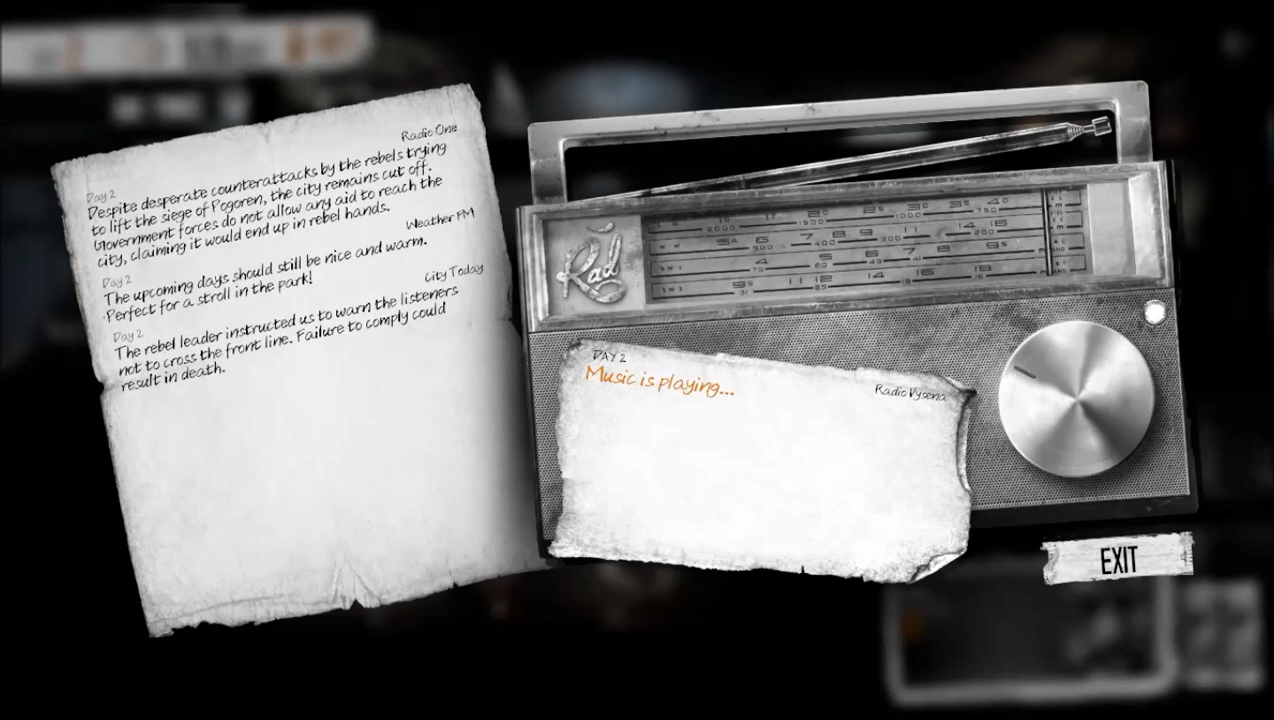 Radio One
Day 2
Despite desperate counterattacks by the rebels trying
to lift the siege of Pogoren, the city remains cut off.
Government forces do not allow any aid to reach the
city, claiming it would end up in rebel hands.
Weather FM
Day 2
The upcoming days should still be nice and warm.
Perfect for a stroll in the park!
City Today
Day 2
The rebel leader instructed us to warn the listeners
not to cross the front line. Failure to comply could
result in death.
Rad
DAY 2
Music is playing...
Radio Vysena
EXIT